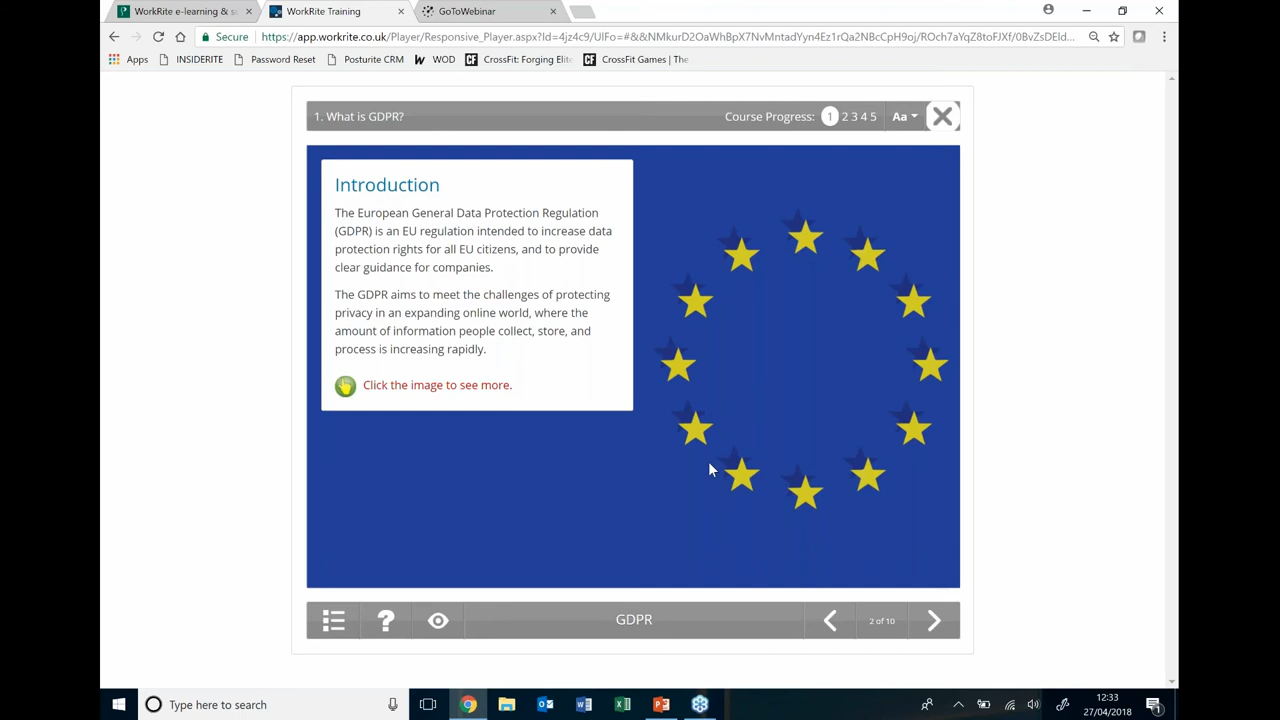 WorkRite e-learning & s
WorkRite Training
GoToWebinar
Secure
https://app.workrite.co.uk/Player/Responsive_Player.aspx?Id=4jz4c9/UIFo=#&&NMkurD2OaWhBpX7NvMntadYyn4Ez1rQa2NBcCpH9oj/ROch7aYqZ8toFJXf/0BvZsDEld...
Apps
INSIDERITE
Password Reset
Posturite CRM
WOD
CrossFit: Forging Elit
CrossFit Games | The
1. What is GDPR?
Course Progress: 1 2 3 4 5
Aa
Introduction
The European General Data Protection Regulation
(GDPR) is an EU regulation intended to increase data
protection rights for all EU citizens, and to provide
clear guidance for companies.
The GDPR aims to meet the challenges of protecting
privacy in an expanding online world, where the
amount of information people collect, store, and
process is increasing rapidly.
Click the image to see more.
GDPR
2 of 10
Type here to search
12:33
27/04/2018